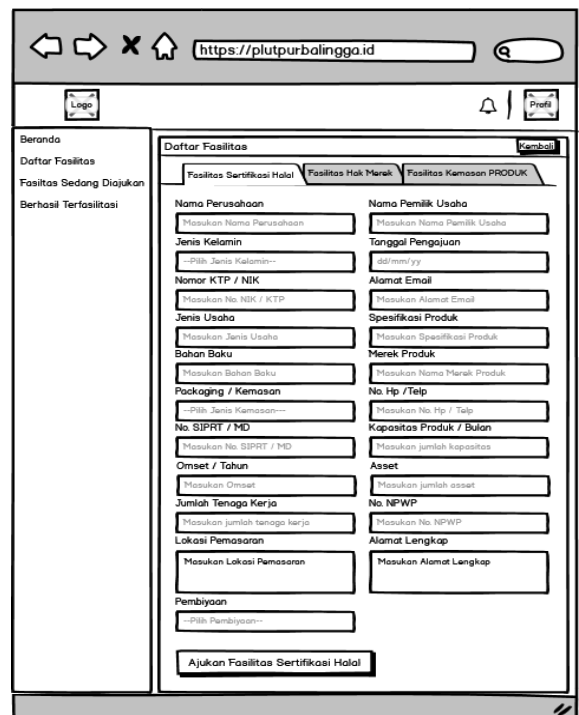 https://plutpurbalingga.id
Logo
Profil
Beranda
Daftar Fasilitas
Fasiltas Sedang Diajukan
Berhasil Terfasilitasi
Daftar Fasilitas
Kembali
Fasilitas Sertifikasi Halal
Fasilitas Hak Merek
Fasilitas Kemasan PRODUK
Nama Perusahaan
Nama Pemilik Usaha
Masukan Nama Perusahaan
Masukan Nama Pemilik Usaha
Jenis Kelamin
Tanggal Pengajuan
--Pilih Jenis Kelamin--
dd/mm/yy
Nomor KTP / NIK
Alamat Email
Masukan No. NIK / KTP
Masukan Alamat Email
Jenis Usaha
Spesifikasi Produk
Masukan Jenis Usaha
Masukan Spesifikasi Produk
Bahan Baku
Merek Produk
Masukan Bahan Baku
Masukan Nama Merek Produk
Packaging / Kemasan
No. Hp /Telp
--Pilih Jenis Kemasan---
Masukan No. Hp / Telp
No. SIPRT / MD
Kapasitas Produk / Bulan
Masukan No. SIPRT / MD
Masukan jumlah kapasitas
Omset / Tahun
Asset
Masukan Omset
Masukan jumlah asset
Jumlah Tenaga Kerja
No. NPWP
Masukan jumlah tenaga kerja
Masukan No. NPWP
Lokasi Pemasaran
Alamat Lengkap
Masukan Lokasi Pemasaran
Masukan Alamat Lengkap
Pembiyaan
--Pilih Pembiyaan--
Ajukan Fasilitas Sertifikasi Halal